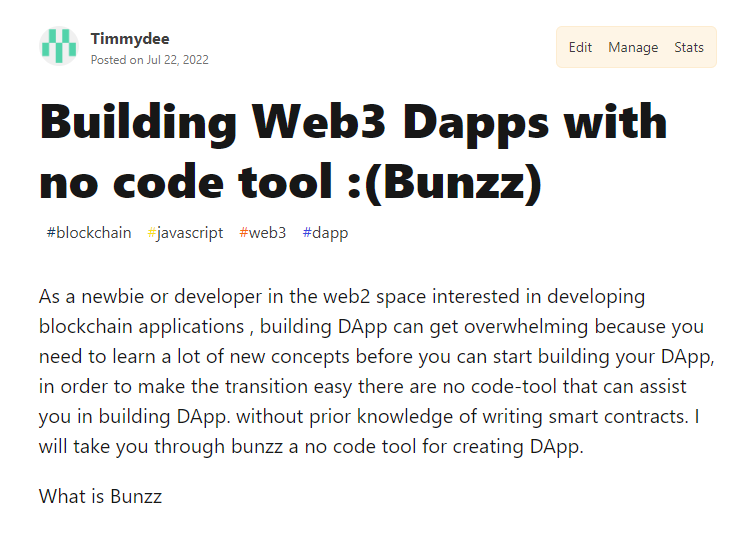 Timmydee
Posted on Jul 22, 2022
Edit Manage Stats
Building Web3 Dapps with
no code tool :(Bunzz)
#blockchain #javascript #web3 #dapp
As a newbie or developer in the web2 space interested in developing
blockchain applications , building DApp can get overwhelming because you
need to learn a lot of new concepts before you can start building your DApp,
in order to make the transition easy there are no code-tool that can assist
you in building DApp. without prior knowledge of writing smart contracts. I
will take you through bunzz a no code tool for creating DApp.
What is Bunzz